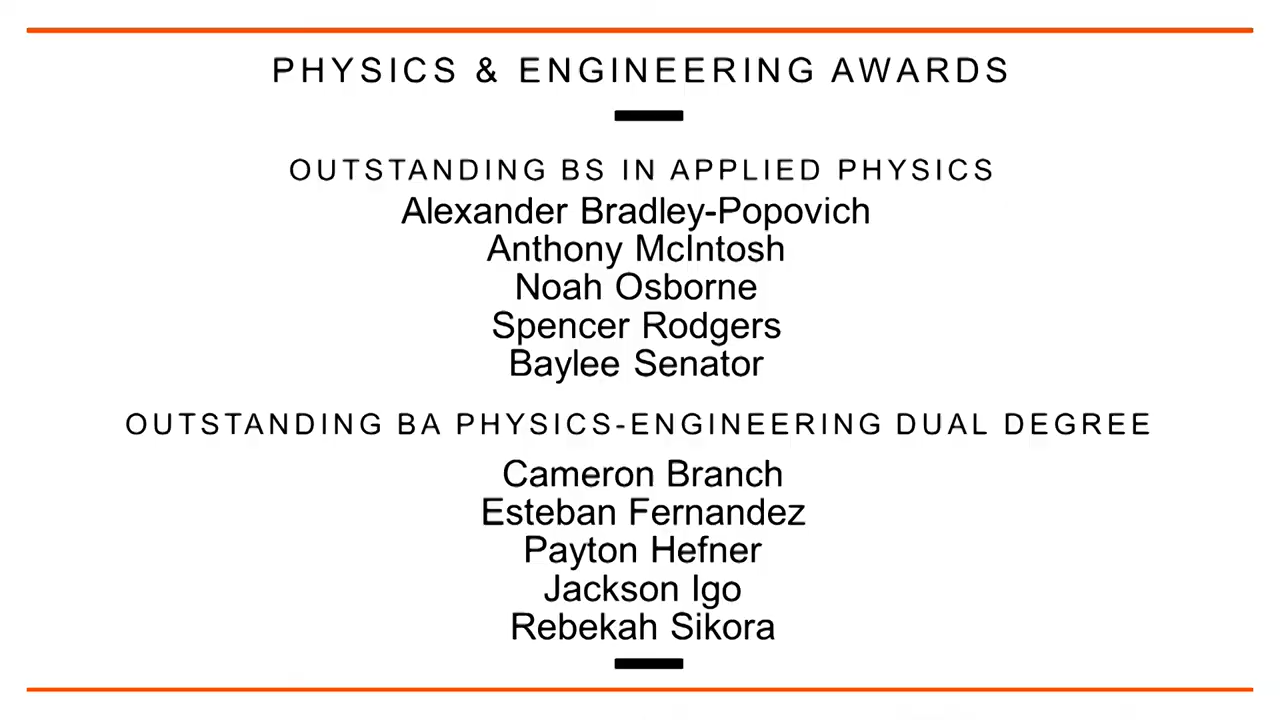 PHYSICS & ENGINEERING AWARDS
OUTSTANDING BS IN APPLIED PHYSICS
Alexander Bradley-Popovich
Anthony McIntosh
Noah Osborne
Spencer Rodgers
Baylee Senator
OUTSTANDING BA PHYSICS-ENGINEERING DUAL DEGREE
Cameron Branch
Esteban Fernandez
Payton Hefner
Jackson Igo
Rebekah Sikora